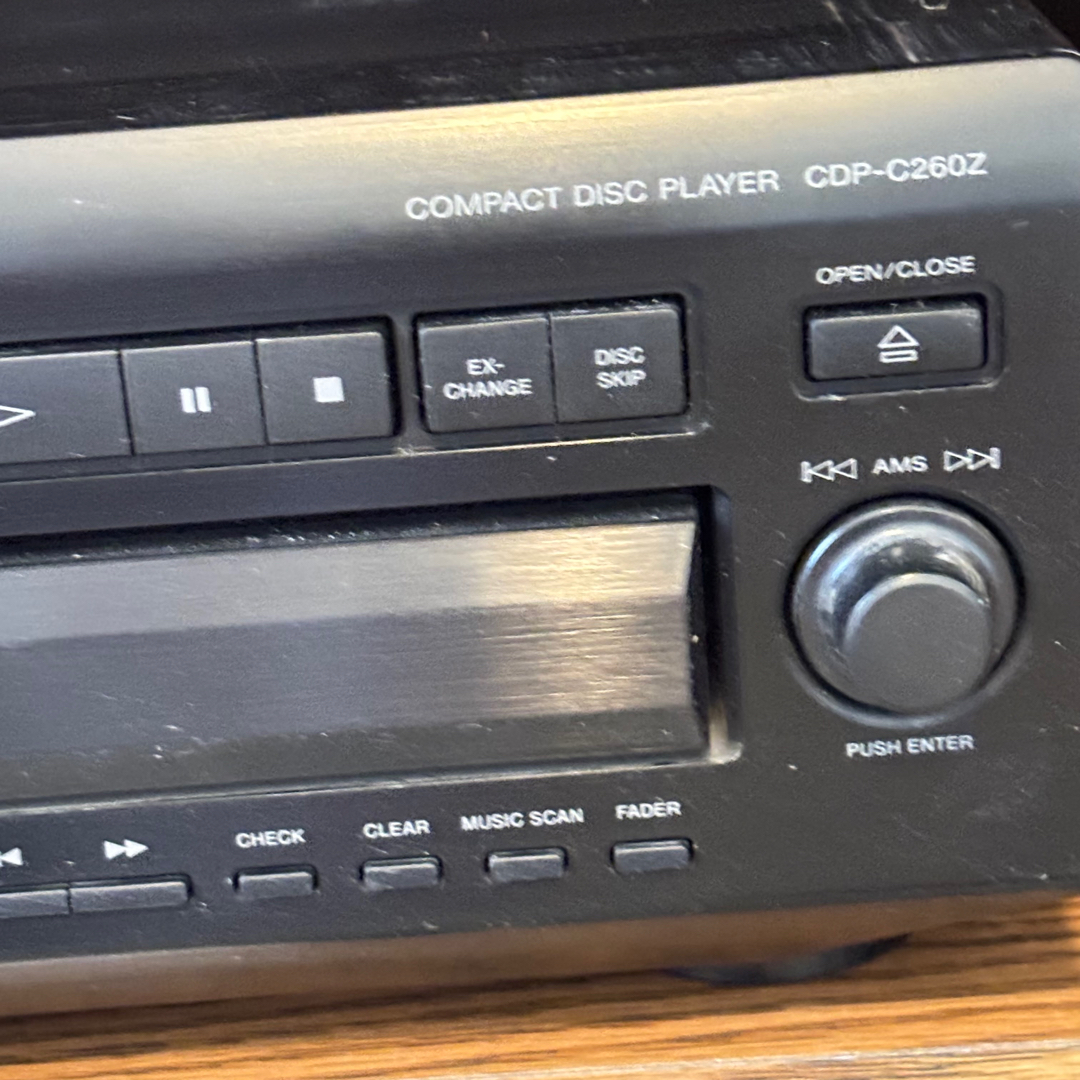 COMPACT DISC PLAYER CDP-C260Z
OPEN/CLOSE
EX-
CHANGE
DISC
SKIP
AMS
PUSH ENTER
CHECK
CLEAR
MUSIC SCAN
FADER